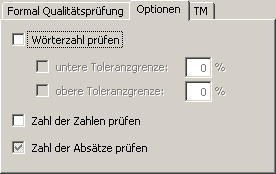 Formal Qualitätsprüfung Optionen TM
Wörterzahl prüfen
untere Toleranzgrenze: 0 %
obere Toleranzgrenze: 0 %
Zahl der Zahlen prüfen
Zahl der Absätze prüfen